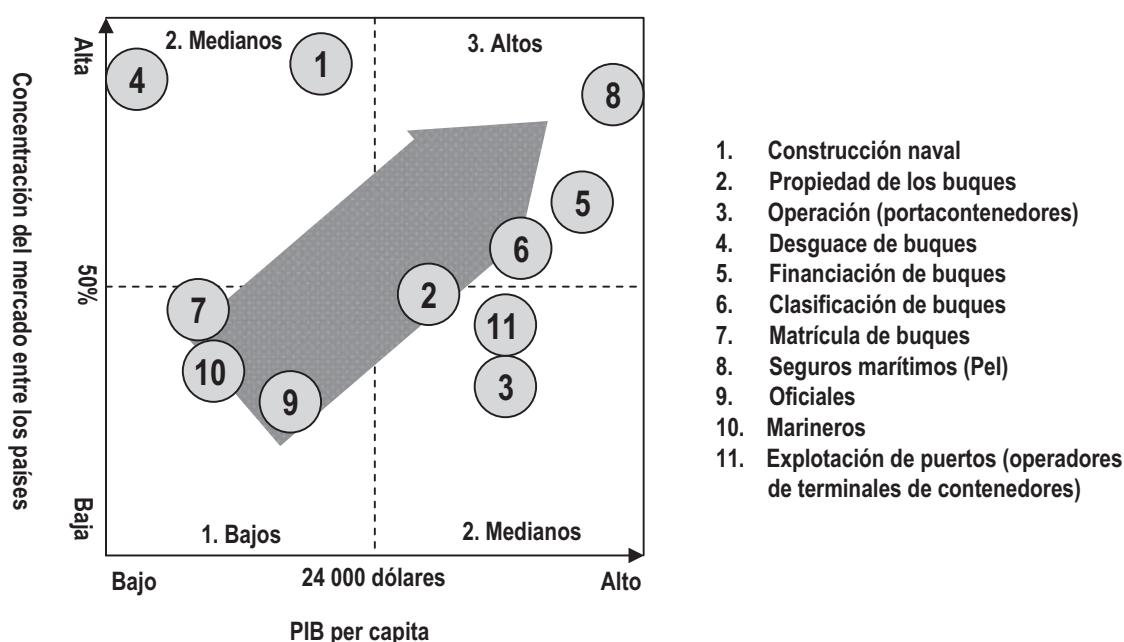 Concentración del mercado entre los países
Alta
50%
Baja
2. Medianos
3. Altos
4
1
8
5
6
7
2
11
10
9
3
1. Bajos
2. Medianos
Bajo
24 000 dólares
Alto
PIB per capita
1. Construcción naval
2. Propiedad de los buques
3. Operación (portacontenedores)
4. Desguace de buques
5. Financiación de buques
6. Clasificación de buques
7. Matrícula de buques
8. Seguros marítimos (PeI)
9. Oficiales
10. Marineros
11. Explotación de puertos (operadores
de terminales de contenedores)